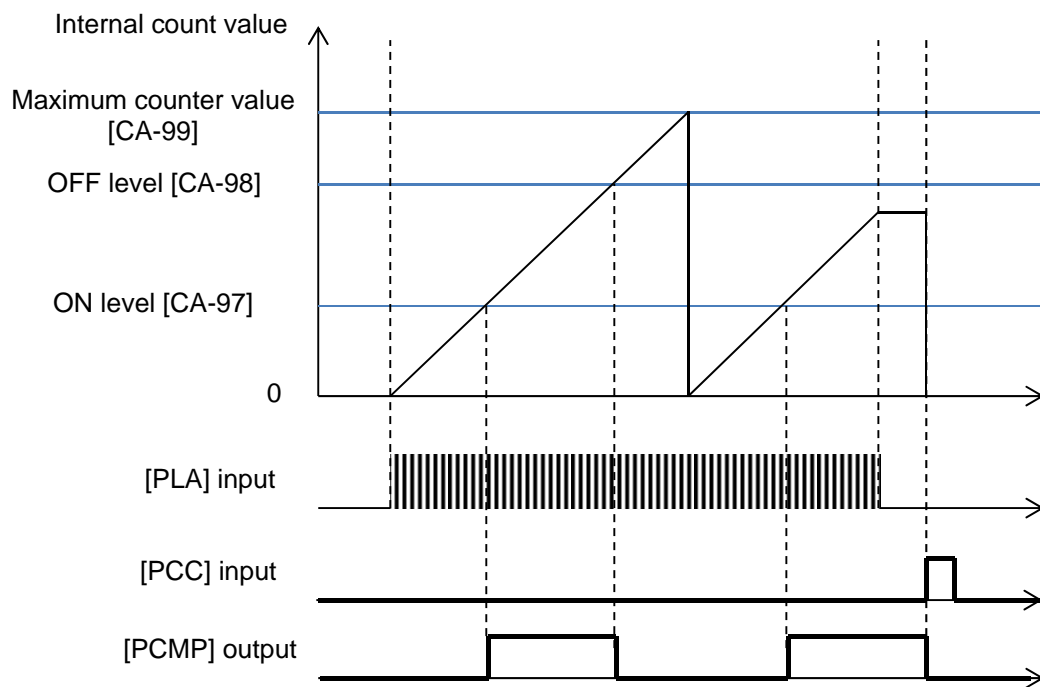 Internal count value
Maximum counter value
[CA-99]
OFF level [CA-98]
ON level [CA-97]
0
[PLA] input
[PCC] input
[PCMP] output